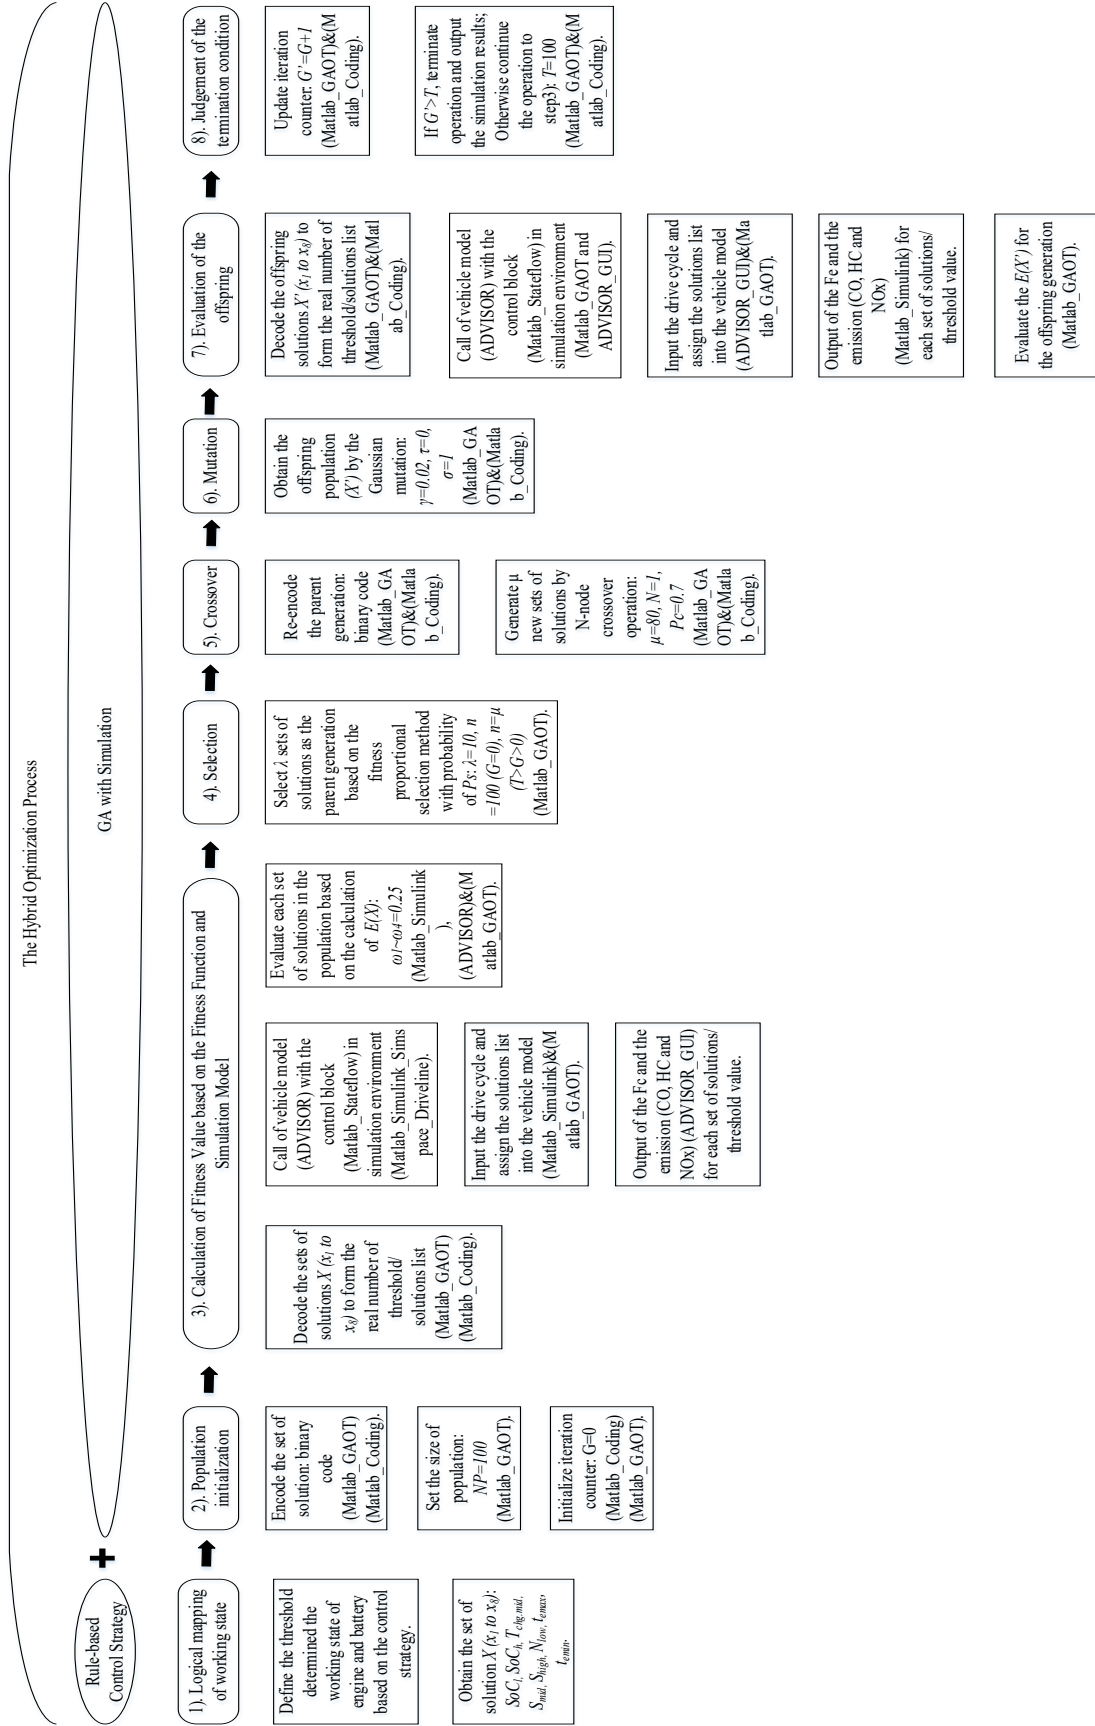 The Hybrid Optimization Process
Rule-based
Control Strategy
GA with Simulation
1). Logical mapping
of working state
Define the threshold
determined the
working state of
engine and battery
based on the control
strategy.
Obtain the set of
solution X (x1 to x8):
SoCl, SoCh, Tchg,mid,
Smid, Shigh, Nlow, temax,
temin.
2). Population
initialization
Encode the set of
solution: binary
code
(Matlab_GAOT)
(Matlab_Coding).
Set the size of
population:
NP=100
(Matlab_GAOT).
Initialize iteration
counter: G=0
(Matlab_Coding)
(Matlab_GAOT).
3). Calculation of Fitness Value based on the Fitness Function and
Simulation Model
Decode the sets of
solutions X (x1 to
x8) to form the
real number of
threshold/
solutions list
(Matlab_GAOT)
(Matlab_Coding).
Call of vehicle model
(ADVISOR) with the
control block
(Matlab_Stateflow) in
simulation environment
(Matlab_Simulink_Sims
pace_Driveline).
Input the drive cycle and
assign the solutions list
into the vehicle model
(Matlab_Simulink)&(M
atlab_GAOT).
Output of the Fc and the
emission (CO, HC and
NOx) (ADVISOR_GUI)
for each set of solutions/
threshold value.
Evaluate each set
of solutions in the
population based
on the calculation
of E(X):
ω1~ω4=0.25
(Matlab_Simulink
),
(ADVISOR)&(M
atlab_GAOT).
4). Selection
Select λ sets of
solutions as the
parent generation
based on the
fitness
proportional
selection method
with probability
of Ps: λ=10, n
=100 (G=0), n=μ
(T>G>0)
(Matlab_GAOT).
5). Crossover
Re-encode
the parent
generation:
binary code
(Matlab_GA
OT)&(Matla
b_Coding).
Generate μ
new sets of
solutions by
N-node
crossover
operation:
μ=80, N=1,
Pc=0.7
(Matlab_GA
OT)&(Matla
b_Coding).
6). Mutation
Obtain the
offspring
population
(X') by the
Gaussian
mutation:
γ=0.02, τ=0,
σ=1
(Matlab_GA
OT)&(Matla
b_Coding).
7). Evaluation of the
offspring
Decode the offspring
solutions X' (x1 to x8) to
form the real number of
threshold/solutions list
(Matlab_GAOT)&(Matl
ab_Coding).
Call of vehicle model
(ADVISOR) with the
control block
(Matlab_Stateflow) in
simulation environment
(Matlab_GAOT and
ADVISOR_GUI).
Input the drive cycle and
assign the solutions list
into the vehicle model
(ADVISOR_GUI)&(Ma
tlab_GAOT).
Output of the Fe and the
emission (CO, HC and
NOx)
(Matlab_Simulink) for
each set of solutions/
threshold value.
Evaluate the E(X') for
the offspring generation
(Matlab_GAOT).
8). Judgement of the
termination condition
Update iteration
counter: G'=G+1
(Matlab_GAOT)&(M
atlab_Coding).
If G'>T, terminate
operation and output
the simulation results;
Otherwise continue
the operation to
step3): T=100
(Matlab_GAOT)&(M
atlab_Coding).